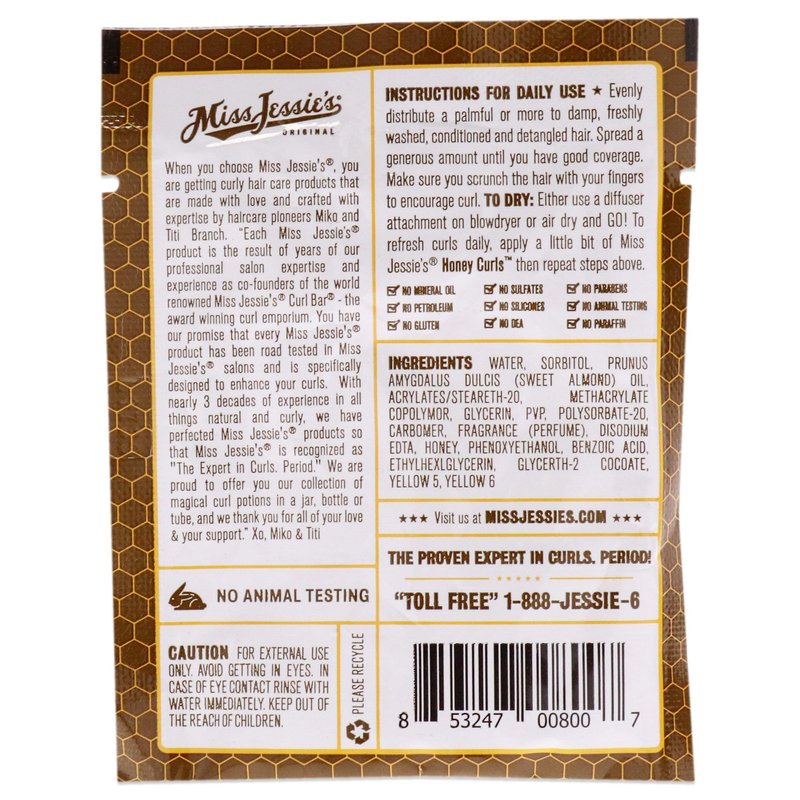 Miss Jessie's®
ORIGINAL
When you choose Miss Jessie's®, you
are getting curly hair care products that
are made with love and crafted with
expertise by haircare pioneers Miko and
Titi Branch. "Each Miss Jessie's®
product is the result of years of our
professional salon expertise and
experience as co-founders of the world
renowned Miss Jessie's® Curl Bar® - the
award winning curl emporium. You have
our promise that every Miss Jessie's®
product has been road tested in Miss
Jessie's® salons and is specifically
designed to enhance your curls. With
nearly 3 decades of experience in all
things natural and curly, we have
perfected Miss Jessie's® products so
that Miss Jessie's® is recognized as
"The Expert in Curls. Period." We are
proud to offer you our collection of
magical curl potions in a jar, bottle or
tube, and we thank you for all of your love
& your support." Xo, Miko & Titi
NO ANIMAL TESTING
CAUTION FOR EXTERNAL USE
ONLY. AVOID GETTING IN EYES. IN
CASE OF EYE CONTACT RINSE WITH
WATER IMMEDIATELY. KEEP OUT OF
THE REACH OF CHILDREN.
PLEASE RECYCLE
INSTRUCTIONS FOR DAILY USE ★ Evenly
distribute a palmful or more to damp, freshly
washed, conditioned and detangled hair. Spread a
generous amount until you have good coverage.
Make sure you scrunch the hair with your fingers
to encourage curl. TO DRY: Either use a diffuser
attachment on blowdryer or air dry and GO! To
refresh curls daily, apply a little bit of Miss
Jessie's® Honey Curls™ then repeat steps above.
NO MINERAL OIL NO SULFATES NO PARABENS
NO PETROLEUM NO SILICONES NO ANIMAL TESTING
NO GLUTEN NO DEA NO PARAFFIN
INGREDIENTS WATER, SORBITOL, PRUNUS
AMYGDALUS DULCIS (SWEET ALMOND) OIL,
ACRYLATES/STEARETH-20, METHACRYLATE
COPOLYMOR, GLYCERIN, PVP, POLYSORBATE-20,
CARBOMER, FRAGRANCE (PERFUME), DISODIUM
EDTA, HONEY, PHENOXYETHANOL, BENZOIC ACID,
ETHYLHEXLGLYCERIN, GLYCERTH-2 COCOATE,
YELLOW 5, YELLOW 6
★★★ Visit us at MISSJESSIES.COM ★★★
THE PROVEN EXPERT IN CURLS. PERIOD!
★★★★★
"TOLL FREE" 1-888-JESSIE-6
8 53247 00800 7